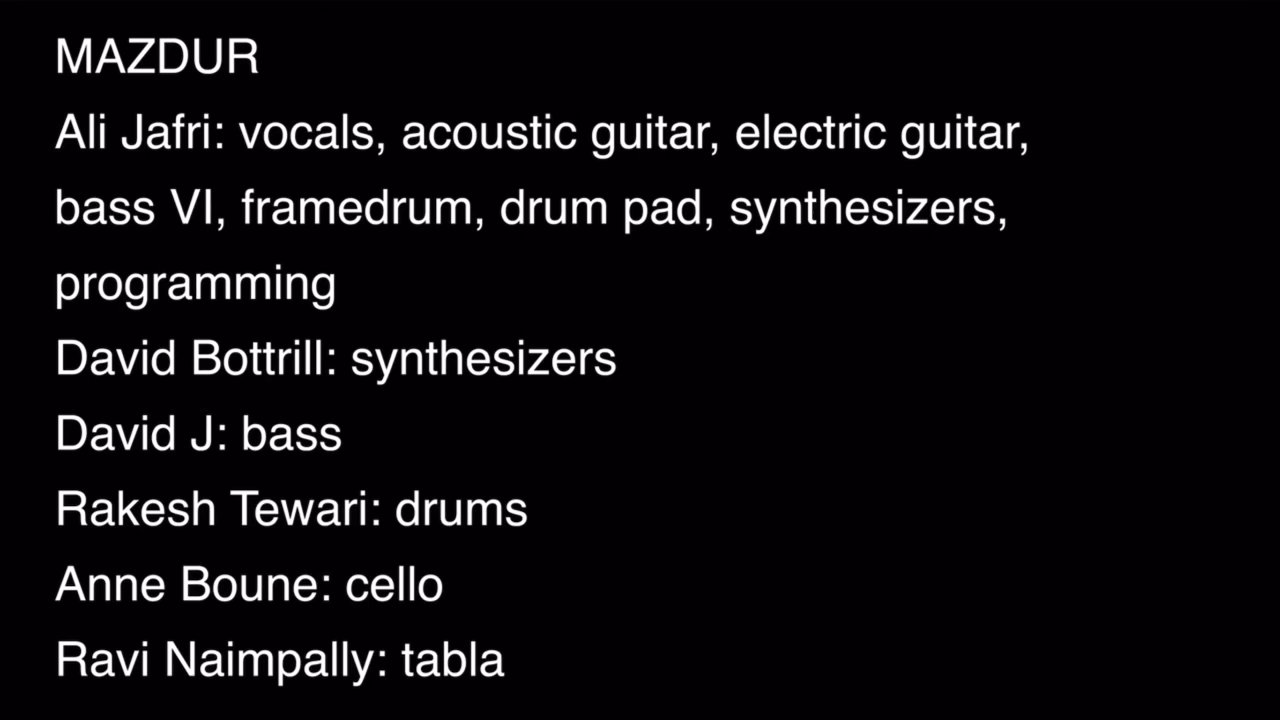 MAZDUR
Ali Jafri: vocals, acoustic guitar, electric guitar,
bass VI, framedrum, drum pad, synthesizers,
programming
David Bottrill: synthesizers
David J: bass
Rakesh Tewari: drums
Anne Boune: cello
Ravi Naimpally: tabla